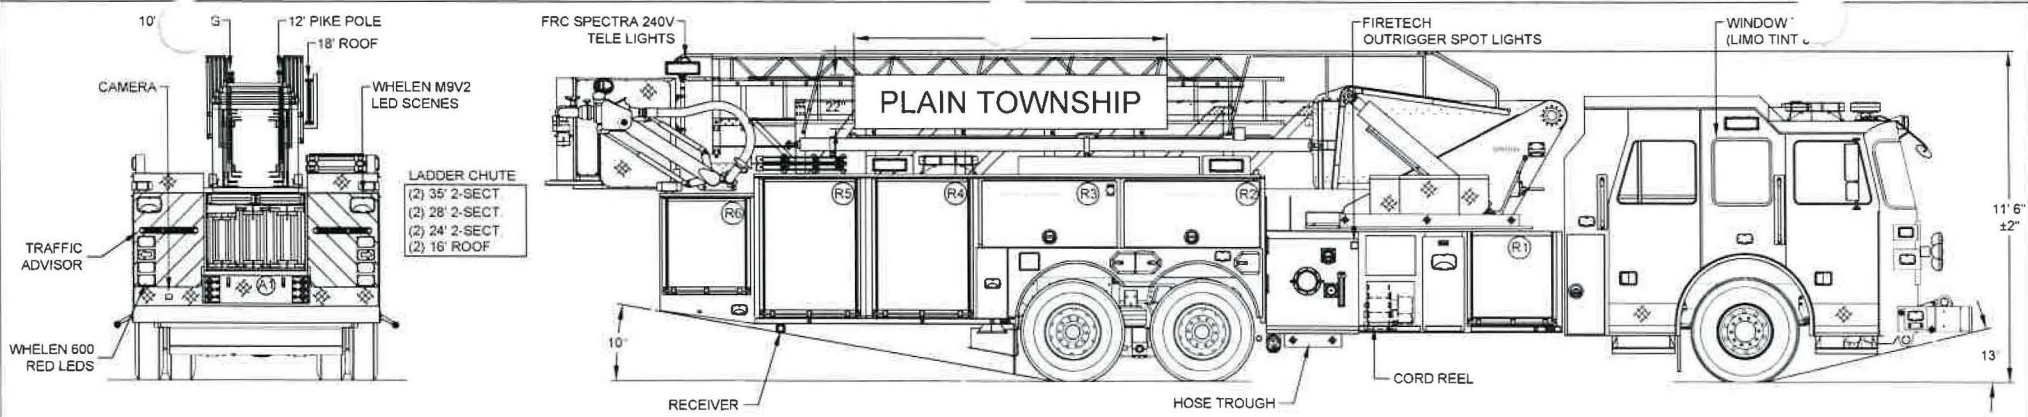 10'
G
12' PIKE POLE
18' ROOF
CAMERA
WHELEN M9V2
LED SCENES
LADDER CHUTE
(2) 35' 2-SECT.
(2) 28' 2-SECT.
(2) 24' 2-SECT.
(2) 16' ROOF
TRAFFIC
ADVISOR
A1
WHELEN 600
RED LEDS
FRC SPECTRA 240V
TELE LIGHTS
FIRETECH
OUTRIGGER SPOT LIGHTS
WINDOW
(LIMO TINT
22"
PLAIN TOWNSHIP
R6
R5
R4
R3
R2
R1
11' 6"
±2"
10°
13°
RECEIVER
HOSE TROUGH
CORD REEL